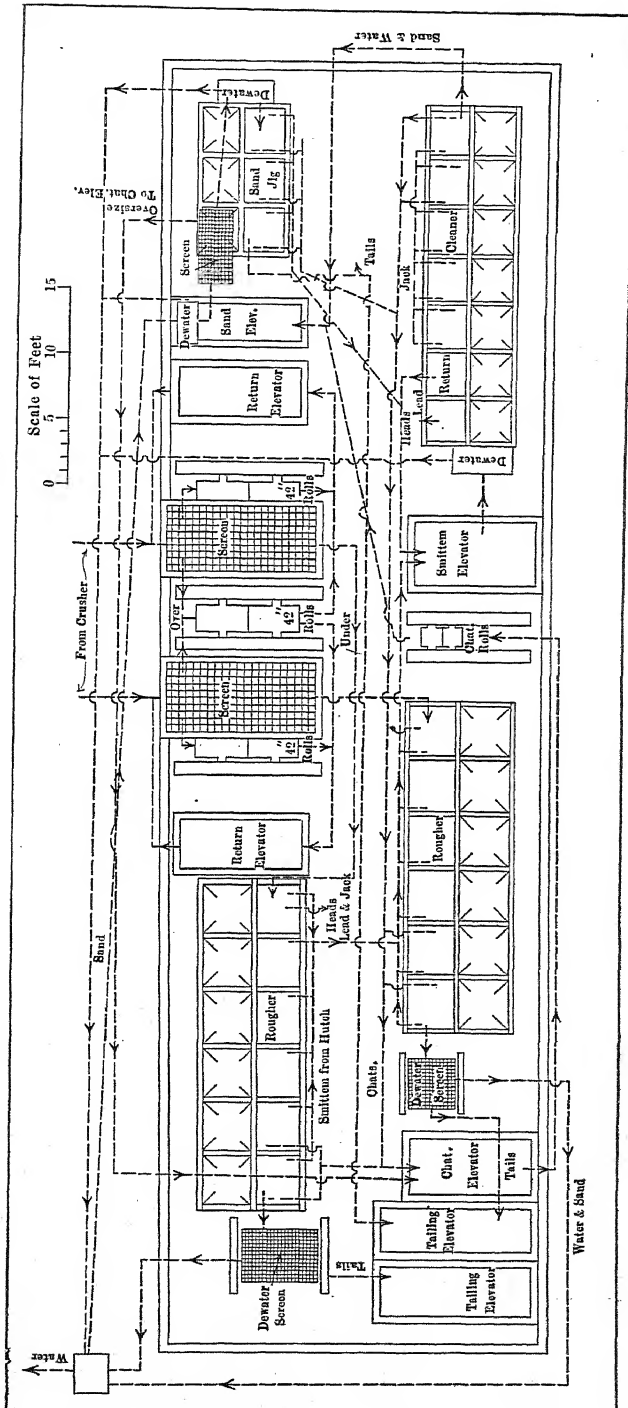 Scale of Feet
0 5 10 15
From Crusher
Sand & Water
Dewater
Sand
Jig
Screen
Oversize
To Chat. Elev.
Dewater
Sand
Elev.
Return
Elevator
42"
Rolls
Screen
Over
42"
Rolls
Screen
42"
Rolls
Under
Return
Elevator
Tails
Cleaner
Jack
Return
Lead
Heads
Dewater
Smittem
Elevator
Chat.
Rolls
Rougher
Rougher
Heads
Lead & Jack
Smittem from Hutch
Chats.
Sand
Dewater
Screen
Dewater
Screen
Chat.
Elevator
Tails
Tailing
Elevator
Tailing
Elevator
Tails
Water & Sand
Water